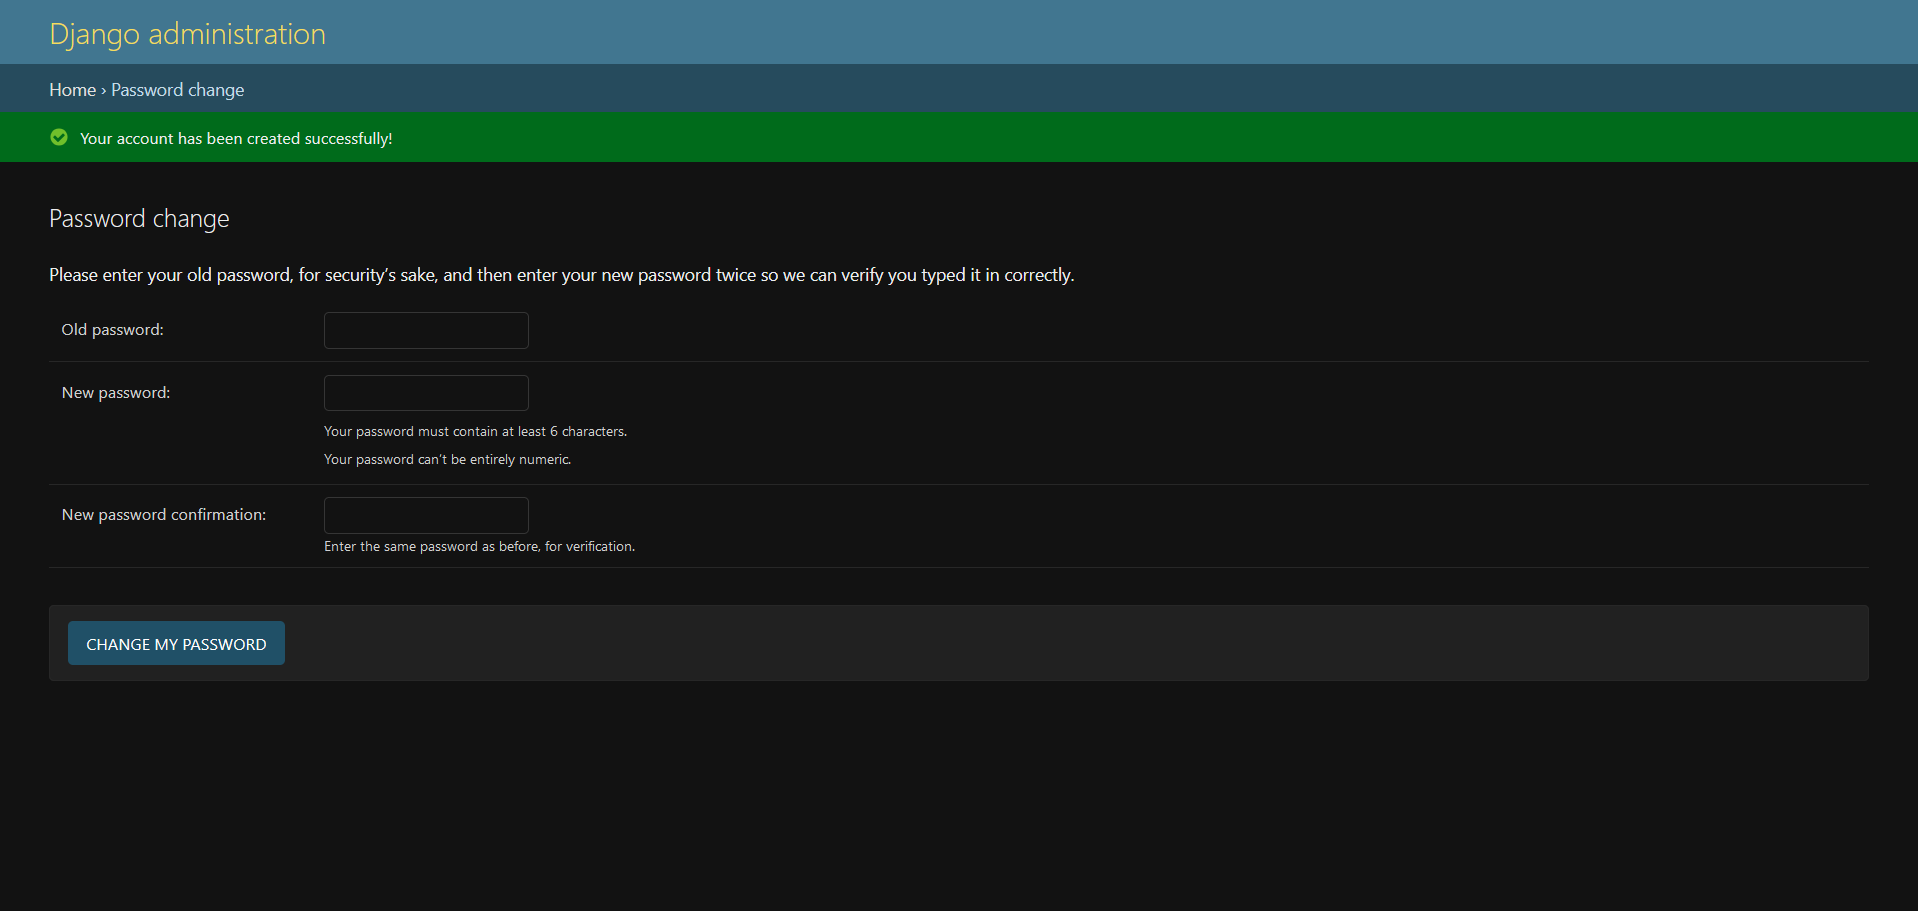 Django administration
Home › Password change
Your account has been created successfully!
Password change
Please enter your old password, for security’s sake, and then enter your new password twice so we can verify you typed it in correctly.
Old password:
New password:
Your password must contain at least 6 characters.
Your password can’t be entirely numeric.
New password confirmation:
Enter the same password as before, for verification.
CHANGE MY PASSWORD